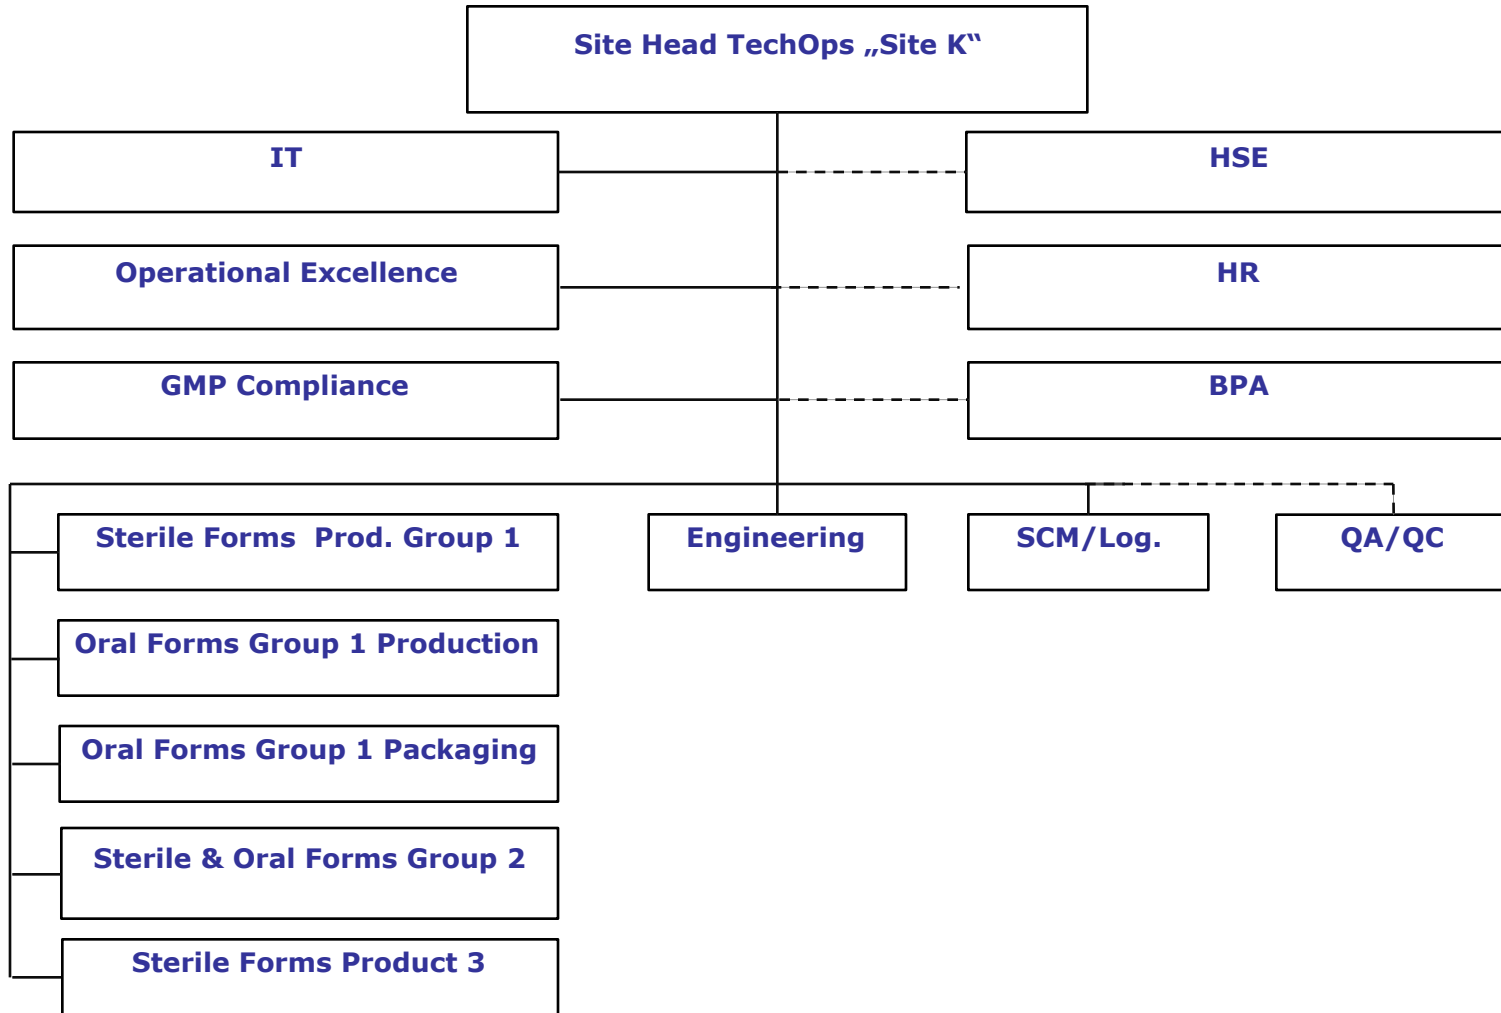 Site Head TechOps „Site K“
IT
HSE
Operational Excellence
HR
GMP Compliance
BPA
Sterile Forms  Prod. Group 1
Engineering
SCM/Log.
QA/QC
Oral Forms Group 1 Production
Oral Forms Group 1 Packaging
Sterile & Oral Forms Group 2
Sterile Forms Product 3